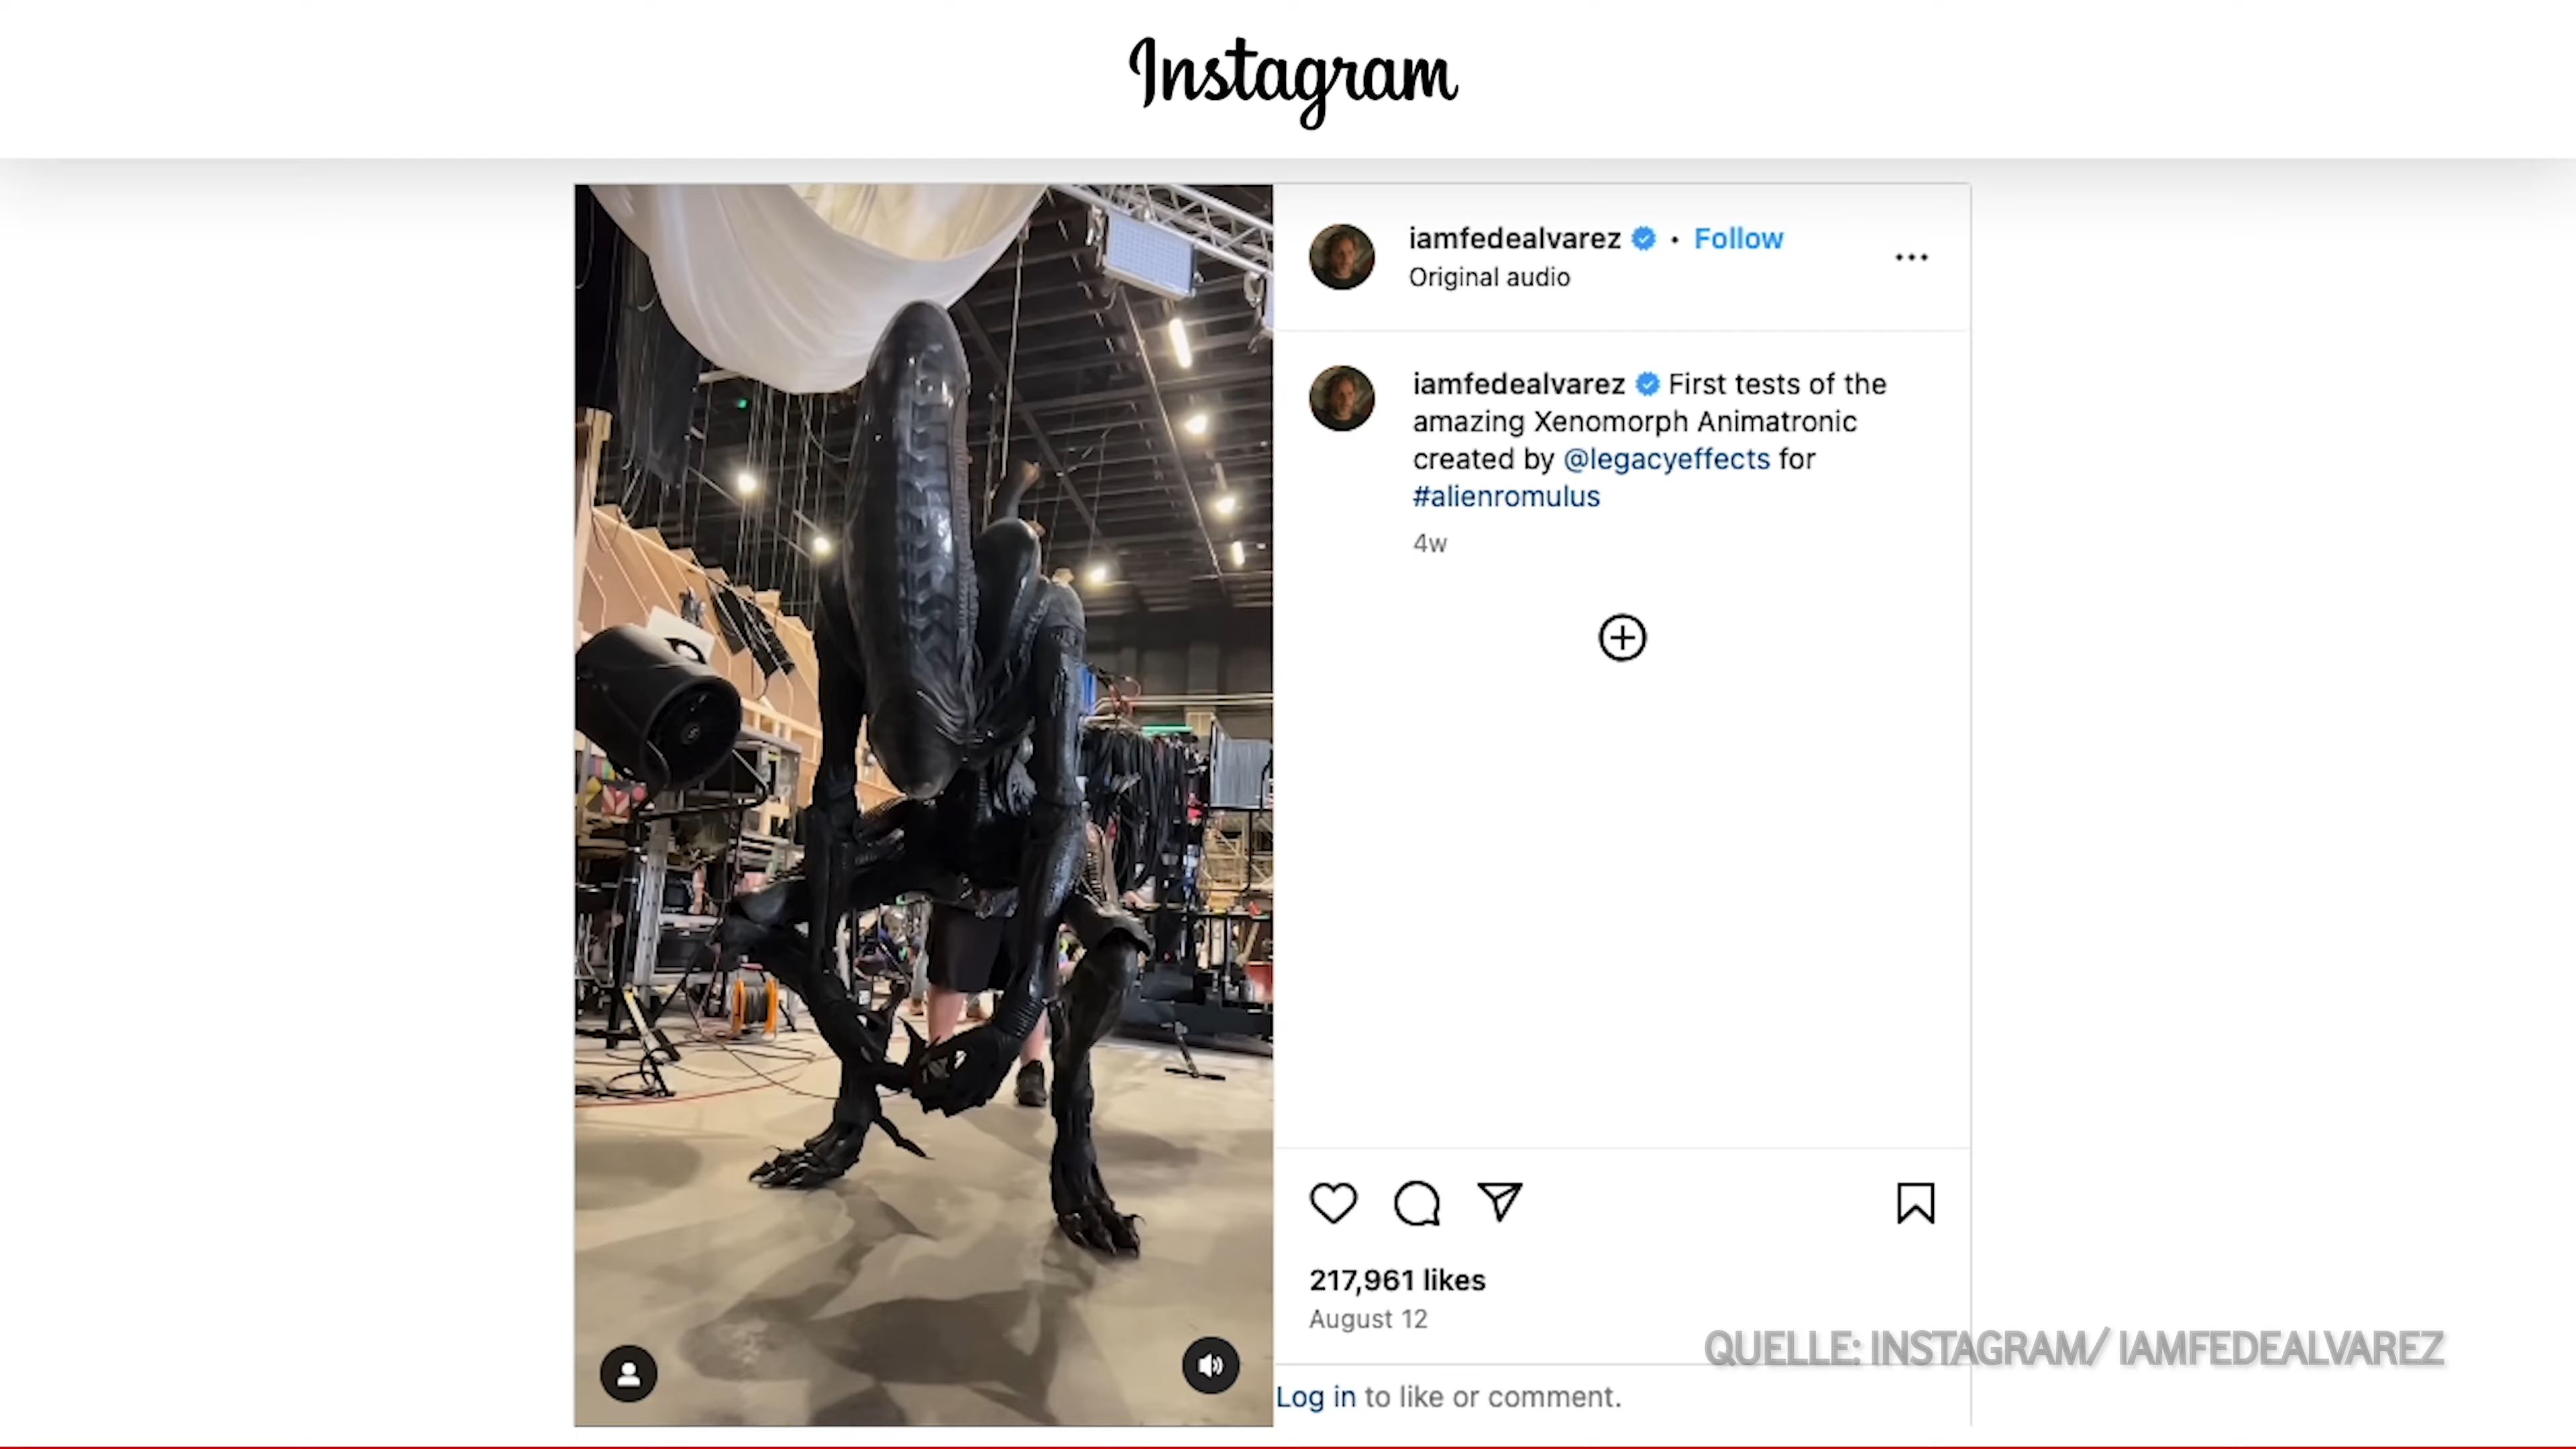 Instagram
iamfedealvarez • Follow
Original audio
iamfedealvarez First tests of the
amazing Xenomorph Animatronic
created by @legacyeffects for
#alienromulus
4w
217,961 likes
August 12
QUELLE: INSTAGRAM/ IAMFEDEALVAREZ
Log in to like or comment.